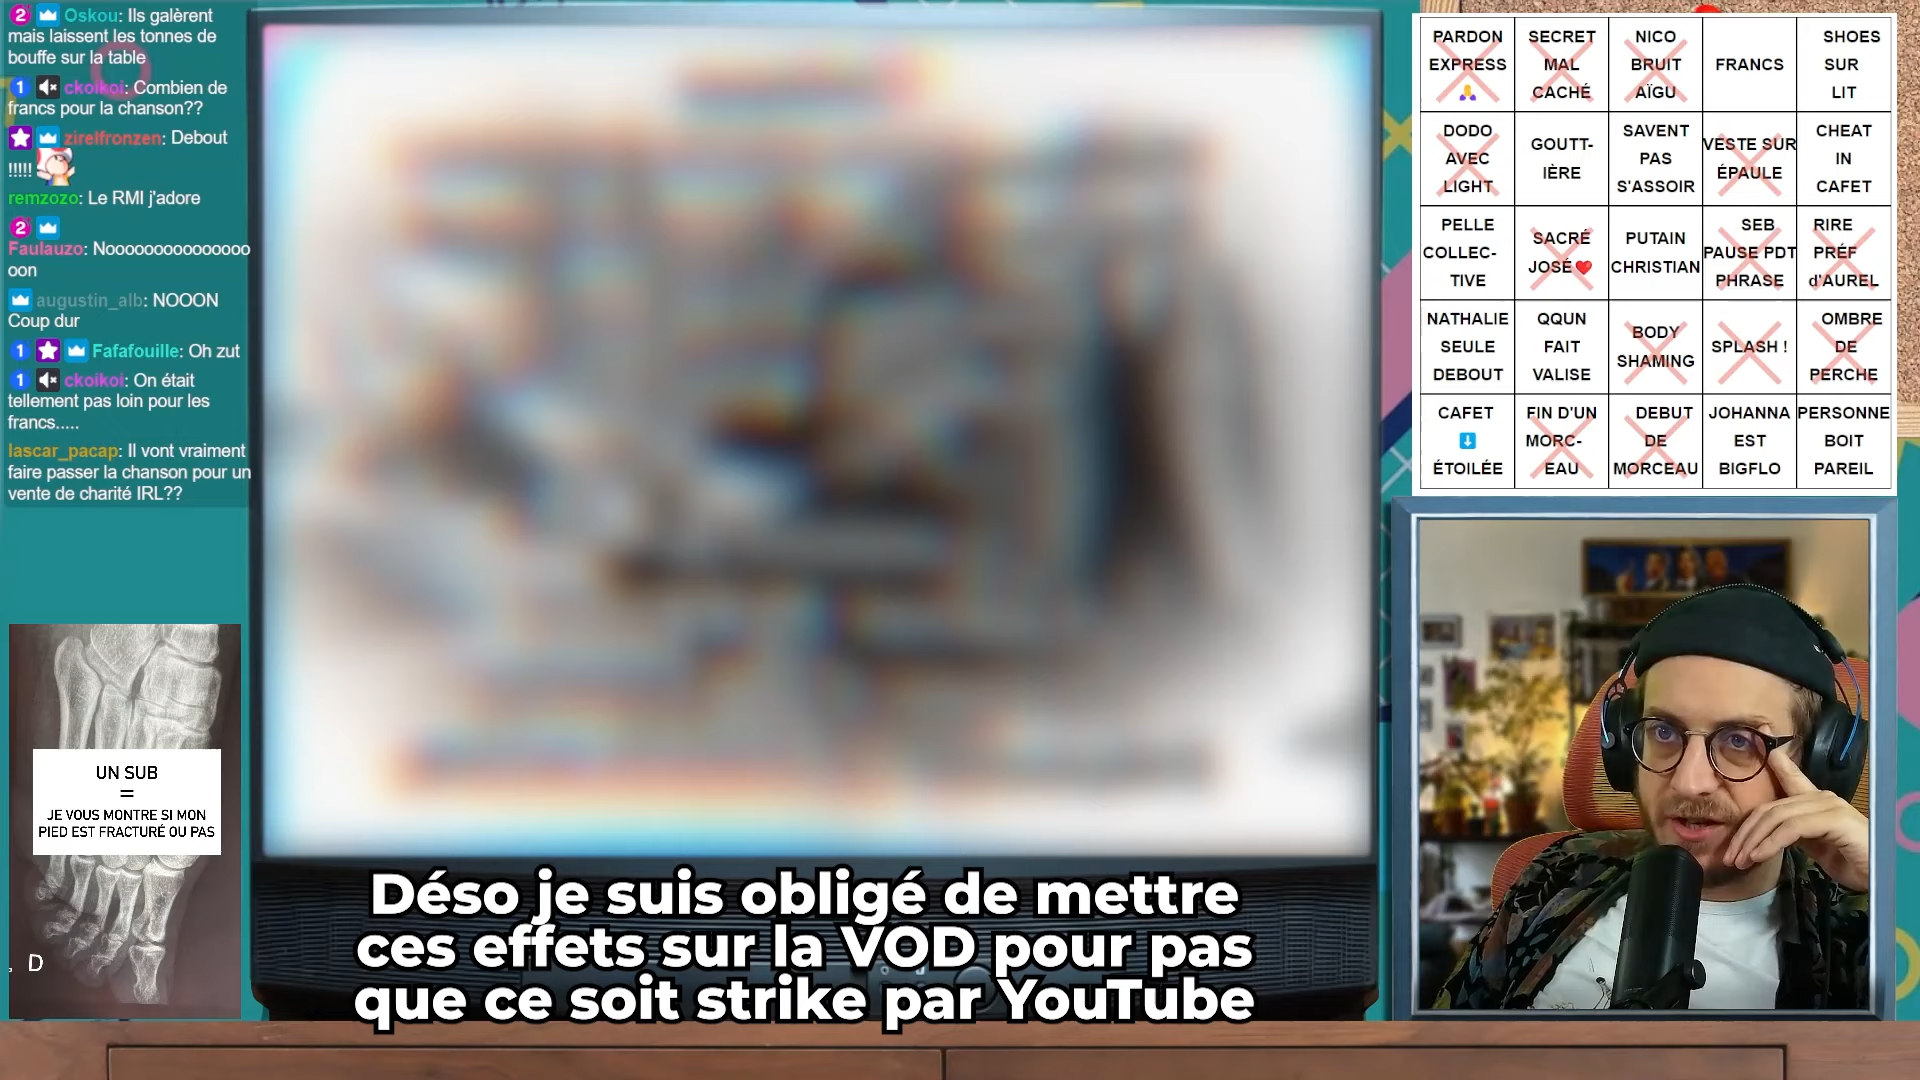 2 Oskou: Ils galèrent
mais laissent les tonnes de
bouffe sur la table
1 ckoikoi: Combien de
francs pour la chanson??
zirelfronzen: Debout
!!!!!
remzozo: Le RMI j'adore
2
Faulauzo: Nooooooooooooooo
oon
augustin_alb: NOOON
Coup dur
1 Fafafouille: Oh zut
1 ckoikoi: On était
tellement pas loin pour les
francs.....
lascar_pacap: Il vont vraiment
faire passer la chanson pour un
vente de charité IRL??
UN SUB
=
JE VOUS MONTRE SI MON
PIED EST FRACTURÉ OU PAS
. D
Déso je suis obligé de mettre
ces effets sur la VOD pour pas
que ce soit strike par YouTube
PARDON
EXPRESS
🙏
SECRET
MAL
CACHÉ
NICO
BRUIT
AÏGU
FRANCS
SHOES
SUR
LIT
DODO
AVEC
LIGHT
GOUTT-
IÈRE
SAVENT
PAS
S'ASSOIR
VESTE SUR
ÉPAULE
CHEAT
IN
CAFET
PELLE
COLLEC-
TIVE
SACRÉ
JOSÉ❤️
PUTAIN
CHRISTIAN
SEB
PAUSE PDT
PHRASE
RIRE
PRÉF
d'AUREL
NATHALIE
SEULE
DEBOUT
QQUN
FAIT
VALISE
BODY
SHAMING
SPLASH !
OMBRE
DE
PERCHE
CAFET
⬇️
ÉTOILÉE
FIN D'UN
MORC-
EAU
DEBUT
DE
MORCEAU
JOHANNA
EST
BIGFLO
PERSONNE
BOIT
PAREIL